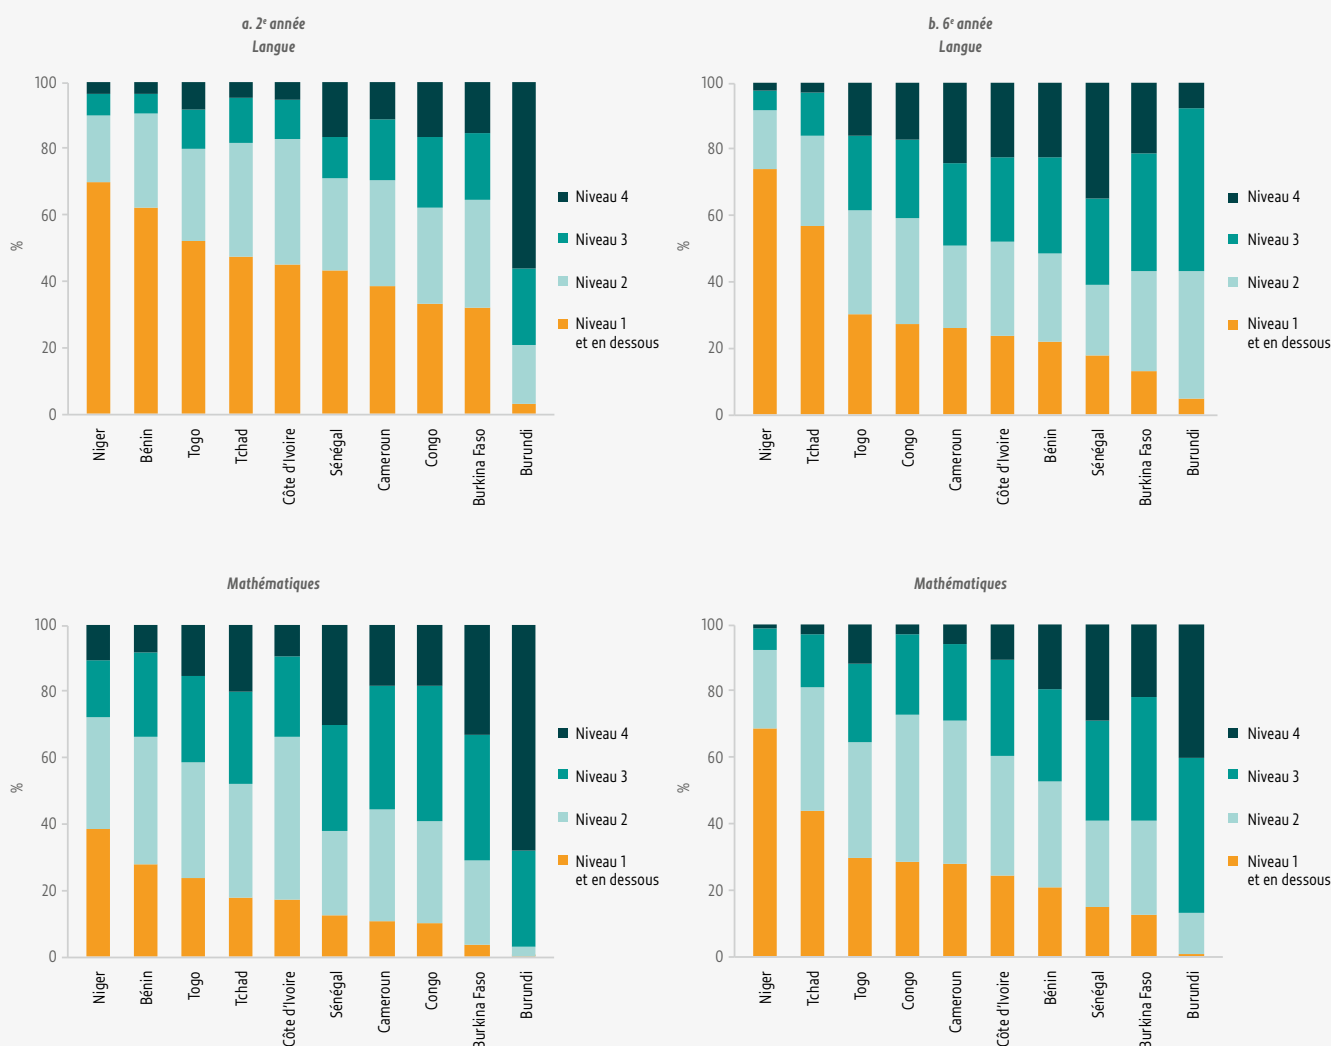 a. 2e année
Langue
100
80
60
40
20
0
%
Niger
Bénin
Togo
Tchad
Côte d'Ivoire
Sénégal
Cameroun
Congo
Burkina Faso
Burundi
Niveau 4
Niveau 3
Niveau 2
Niveau 1
et en dessous
b. 6e année
Langue
100
80
60
40
20
0
%
Niger
Tchad
Togo
Congo
Cameroun
Côte d'Ivoire
Bénin
Sénégal
Burkina Faso
Burundi
Niveau 4
Niveau 3
Niveau 2
Niveau 1
et en dessous
Mathématiques
100
80
60
40
20
0
%
Niger
Bénin
Togo
Tchad
Côte d'Ivoire
Sénégal
Cameroun
Congo
Burkina Faso
Burundi
Niveau 4
Niveau 3
Niveau 2
Niveau 1
et en dessous
Mathématiques
100
80
60
40
20
0
%
Niger
Tchad
Togo
Congo
Cameroun
Côte d'Ivoire
Bénin
Sénégal
Burkina Faso
Burundi
Niveau 4
Niveau 3
Niveau 2
Niveau 1
et en dessous